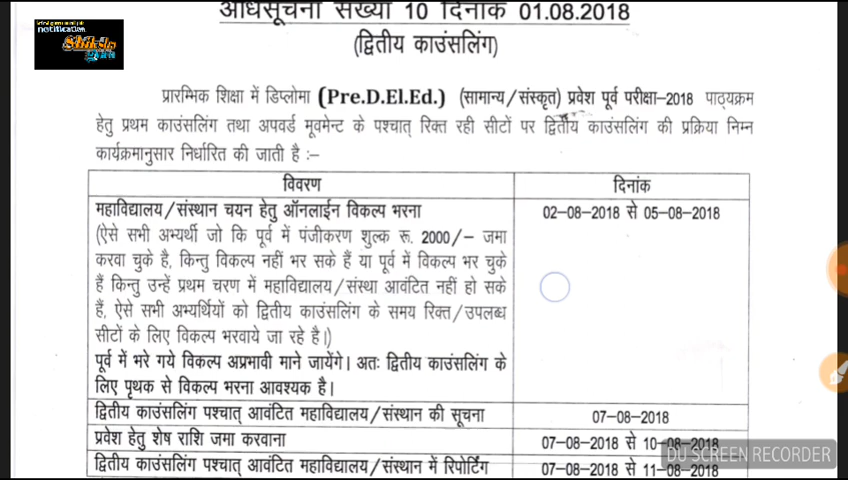 notification
अधिसूचना संख्या 10 दिनांक 01.08.2018
(द्वितीय काउंसलिंग)
प्रारम्भिक शिक्षा में डिप्लोमा (Pre.D.El.Ed.) (सामान्य/संस्कृत) प्रवेश पूर्व परीक्षा–2018 पाठ्यक्रम
हेतु प्रथम काउंसलिंग तथा अपवर्ड मूवमेन्ट के पश्चात् रिक्त रही सीटों पर द्वितीय काउंसलिंग की प्रक्रिया निम्न
कार्यक्रमानुसार निर्धारित की जाती है :–
विवरण दिनांक
महाविद्यालय/संस्थान चयन हेतु ऑनलाईन विकल्प भरना 02–08–2018 से 05–08–2018
(ऐसे सभी अभ्यर्थी जो कि पूर्व में पंजीकरण शुल्क रू. 2000/– जमा
करवा चुके है, किन्तु विकल्प नहीं भर सके हैं या पूर्व में विकल्प भर चुके
हैं किन्तु उन्हें प्रथम चरण में महाविद्यालय/संस्था आवंटित नहीं हो सके
हैं, ऐसे सभी अभ्यर्थियों को द्वितीय काउंसलिंग के समय रिक्त/उपलब्ध
सीटों के लिए विकल्प भरवाये जा रहे है।)
पूर्व में भरे गये विकल्प अप्रभावी माने जायेंगे। अतः द्वितीय काउंसलिंग के
लिए पृथक से विकल्प भरना आवश्यक है।
द्वितीय काउंसलिंग पश्चात् आवंटित महाविद्यालय/संस्थान की सूचना 07–08–2018
प्रवेश हेतु शेष राशि जमा करवाना 07–08–2018 से 10–08–2018
द्वितीय काउंसलिंग पश्चात् आवंटित महाविद्यालय/संस्थान में रिपोर्टिंग 07–08–2018 से 11–08–2018
DU SCREEN RECORDER